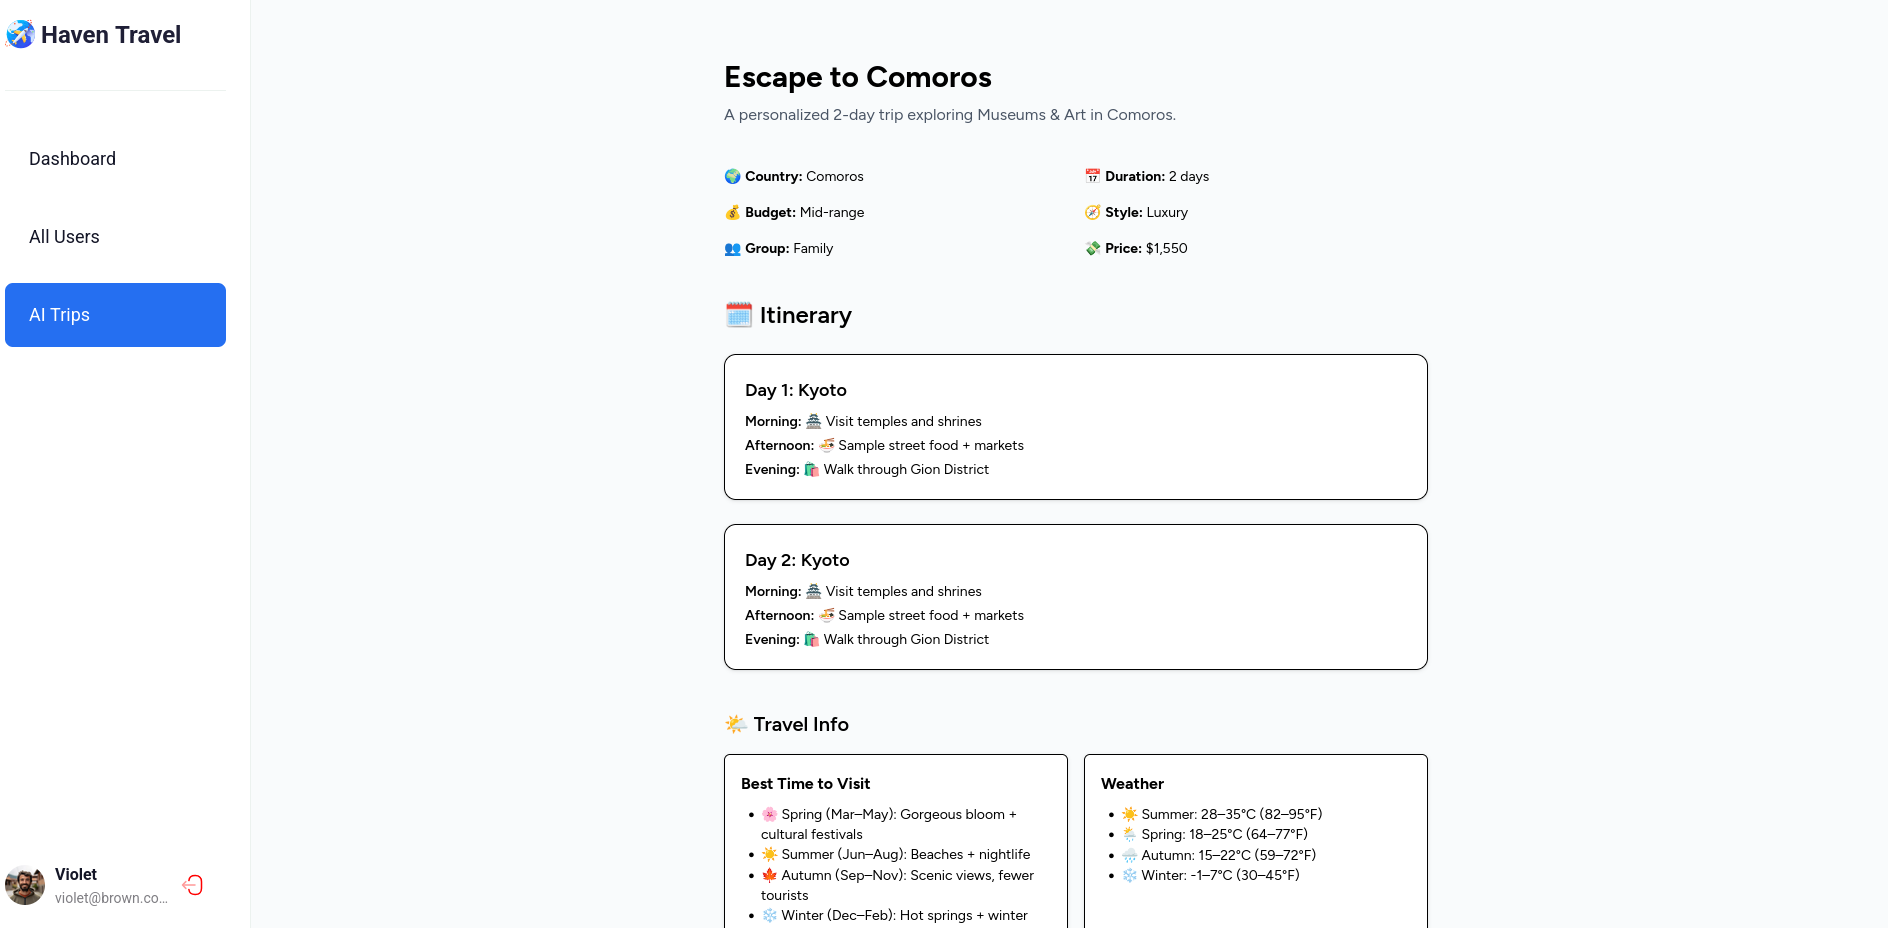 Haven Travel
Dashboard
All Users
AI Trips
Violet
violet@brown.co...
Escape to Comoros
A personalized 2-day trip exploring Museums & Art in Comoros.
🌍 Country: Comoros
📅 Duration: 2 days
💰 Budget: Mid-range
🧭 Style: Luxury
👥 Group: Family
💸 Price: $1,550
🗓️ Itinerary
Day 1: Kyoto
Morning: 🏯 Visit temples and shrines
Afternoon: 🍜 Sample street food + markets
Evening: 🛍️ Walk through Gion District
Day 2: Kyoto
Morning: 🏯 Visit temples and shrines
Afternoon: 🍜 Sample street food + markets
Evening: 🛍️ Walk through Gion District
🌤️ Travel Info
Best Time to Visit
• 🌸 Spring (Mar–May): Gorgeous bloom +
cultural festivals
• ☀️ Summer (Jun–Aug): Beaches + nightlife
• 🍁 Autumn (Sep–Nov): Scenic views, fewer
tourists
• ❄️ Winter (Dec–Feb): Hot springs + winter
Weather
• ☀️ Summer: 28–35°C (82–95°F)
• 🌦️ Spring: 18–25°C (64–77°F)
• 🌧️ Autumn: 15–22°C (59–72°F)
• ❄️ Winter: -1–7°C (30–45°F)